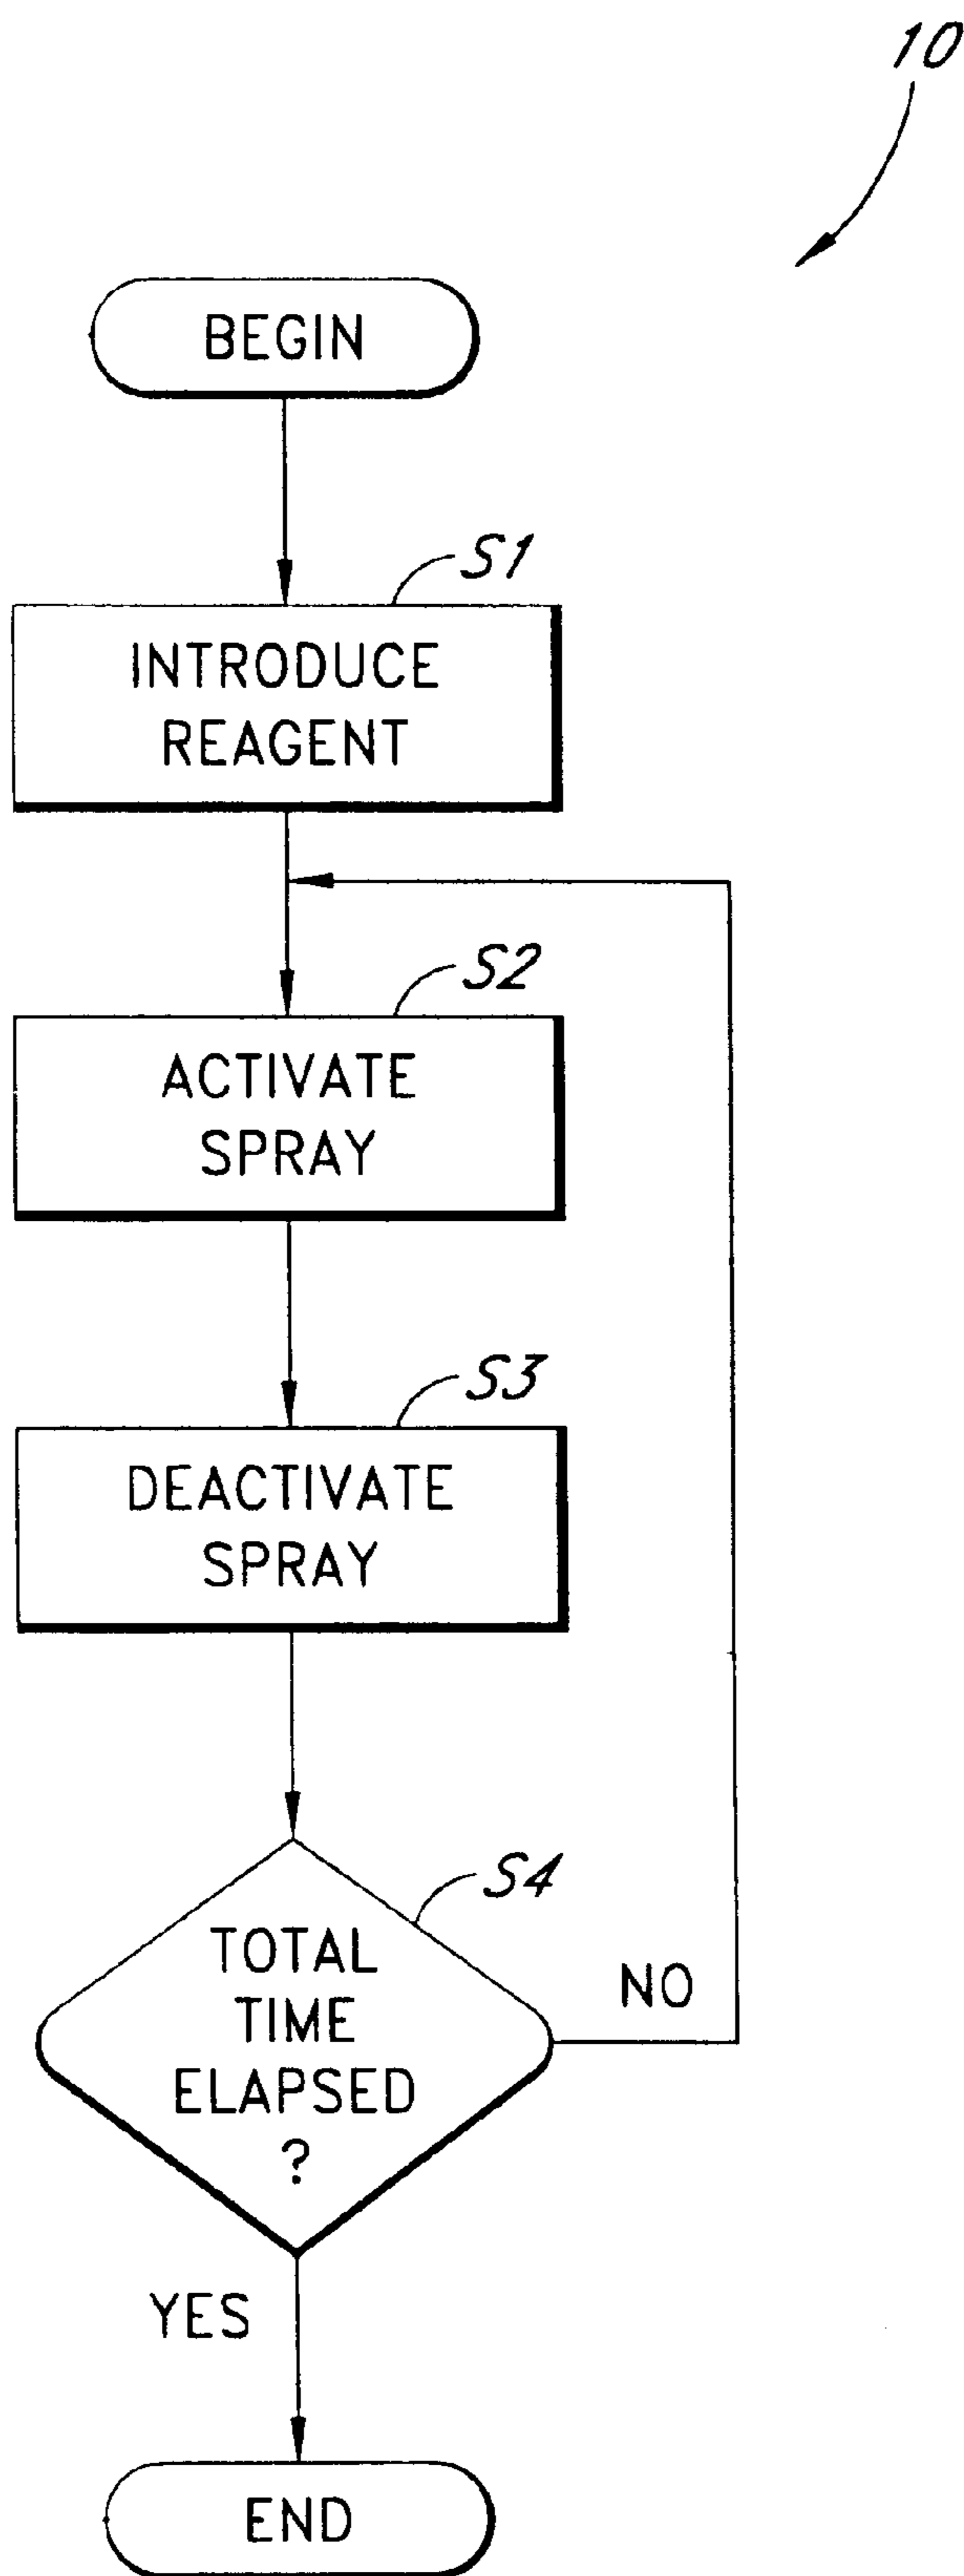 10
BEGIN
S1
INTRODUCE
REAGENT
S2
ACTIVATE
SPRAY
S3
DEACTIVATE
SPRAY
S4
TOTAL
TIME
ELAPSED
?
NO
YES
END